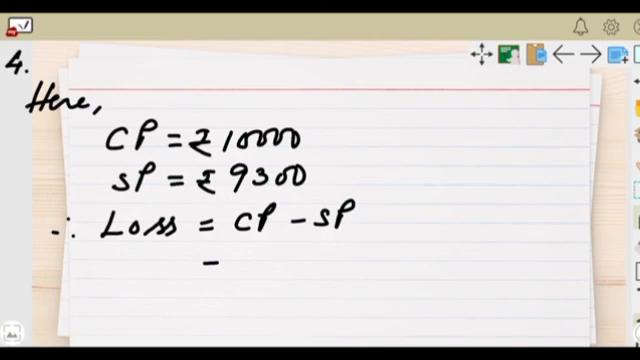 4.
Here,
CP = ₹ 10000
SP = ₹ 9300
∴ Loss = CP - SP
=